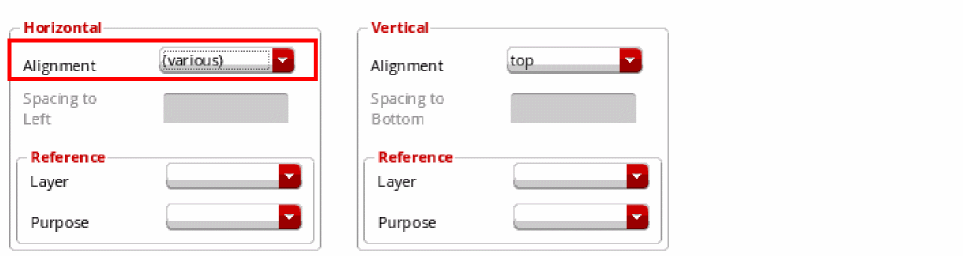 Horizontal
Alignment (various)
Spacing to
Left
Reference
Layer
Purpose
Vertical
Alignment top
Spacing to
Bottom
Reference
Layer
Purpose